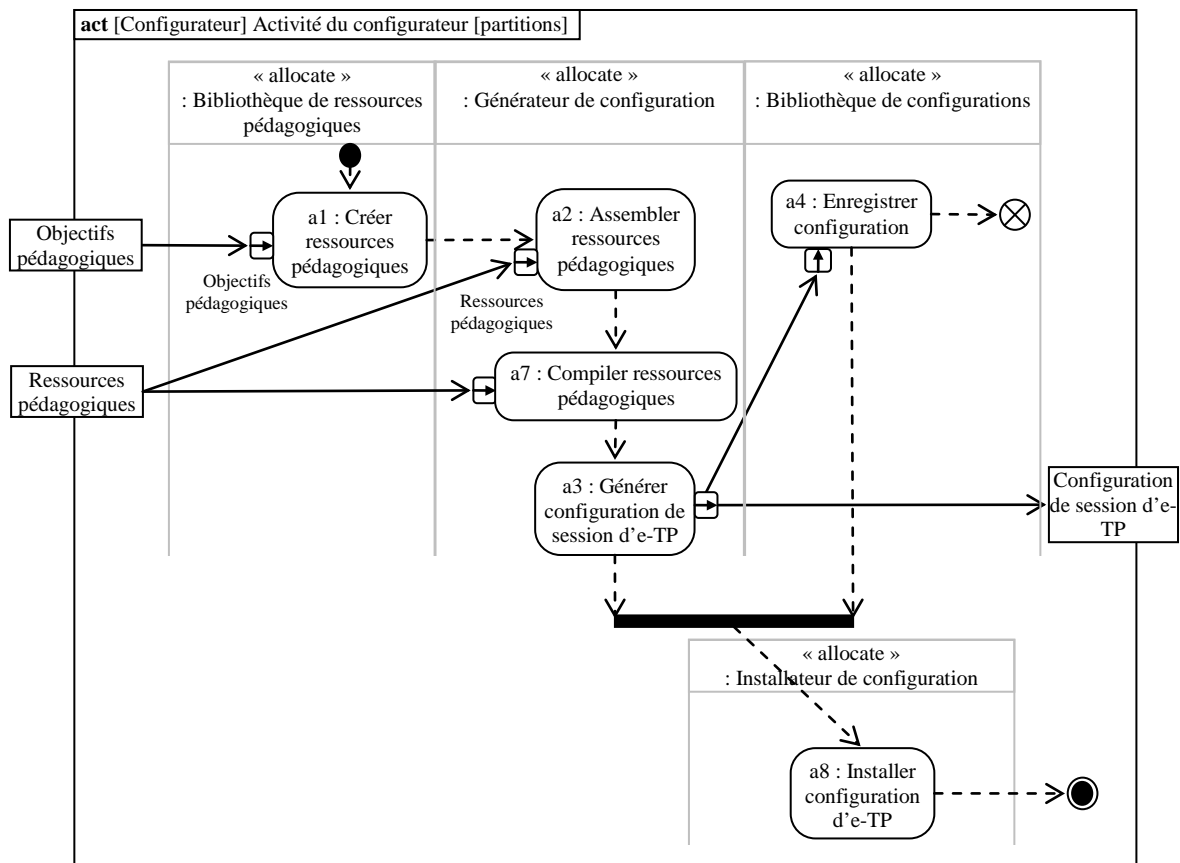 act [Configurateur] Activité du configurateur [partitions]
« allocate »
: Bibliothèque de ressources
pédagogiques
« allocate »
: Générateur de configuration
« allocate »
: Bibliothèque de configurations
Objectifs
pédagogiques
a1 : Créer
ressources
pédagogiques
Objectifs
pédagogiques
a2 : Assembler
ressources
pédagogiques
Ressources
pédagogiques
a4 : Enregistrer
configuration
Ressources
pédagogiques
a7 : Compiler ressources
pédagogiques
a3 : Générer
configuration de
session d'e-TP
Configuration
de session d'e-
TP
« allocate »
: Installateur de configuration
a8 : Installer
configuration
d'e-TP